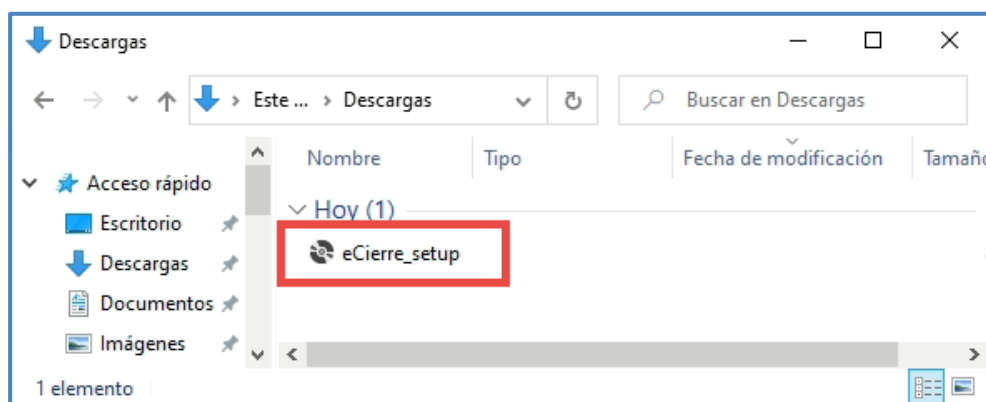 Descargas
Este ... > Descargas
Buscar en Descargas
Nombre Tipo Fecha de modificación Tamaño
Acceso rápido
Hoy (1)
Escritorio
eCierre_setup
Descargas
Documentos
Imágenes
1 elemento